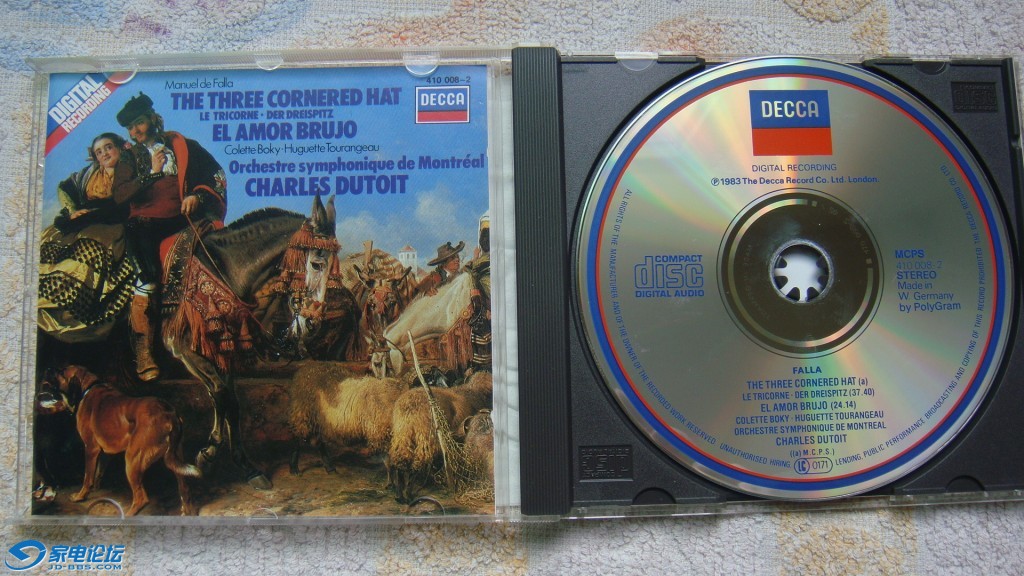 DIGITAL
RECORDING
Manuel de Falla
410 008-2
THE THREE CORNERED HAT
LE TRICORNE · DER DREISPITZ
EL AMOR BRUJO
Colette Boky·Huguette Tourangeau
Orchestre symphonique de Montréal
CHARLES DUTOIT
DECCA
DECCA
DIGITAL RECORDING
℗ 1983 The Decca Record Co. Ltd. London.
COMPACT
disc
DIGITAL AUDIO
MCPS
410 008-2
STEREO
Made in
W. Germany
by PolyGram
FALLA
THE THREE CORNERED HAT (a)
LE TRICORNE · DER DREISPITZ (37.40)
EL AMOR BRUJO (24.14)
COLETTE BOKY · HUGUETTE TOURANGEAU
ORCHESTRE SYMPHONIQUE DE MONTREAL
CHARLES DUTOIT
((a) M.C.P.S.)
LC 0171
ALL RIGHTS OF THE MANUFACTURER AND OF THE OWNER OF THE RECORDED WORK RESERVED. UNAUTHORISED HIRING LENDING PUBLIC PERFORMANCE BROADCASTING AND COPYING OF THIS RECORD PROHIBITED
家电论坛
JD-BBS.COM